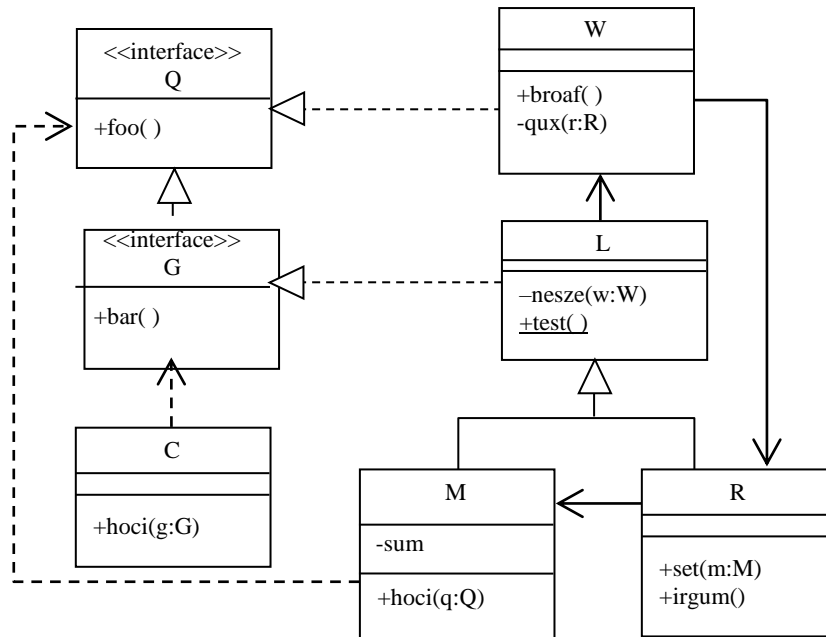 <<interface>>
Q
+foo( )
W
+broaf( )
-qux(r:R)
<<interface>>
G
+bar( )
L
–nesze(w:W)
+test( )
C
+hoci(g:G)
M
-sum
+hoci(q:Q)
R
+set(m:M)
+irgum()